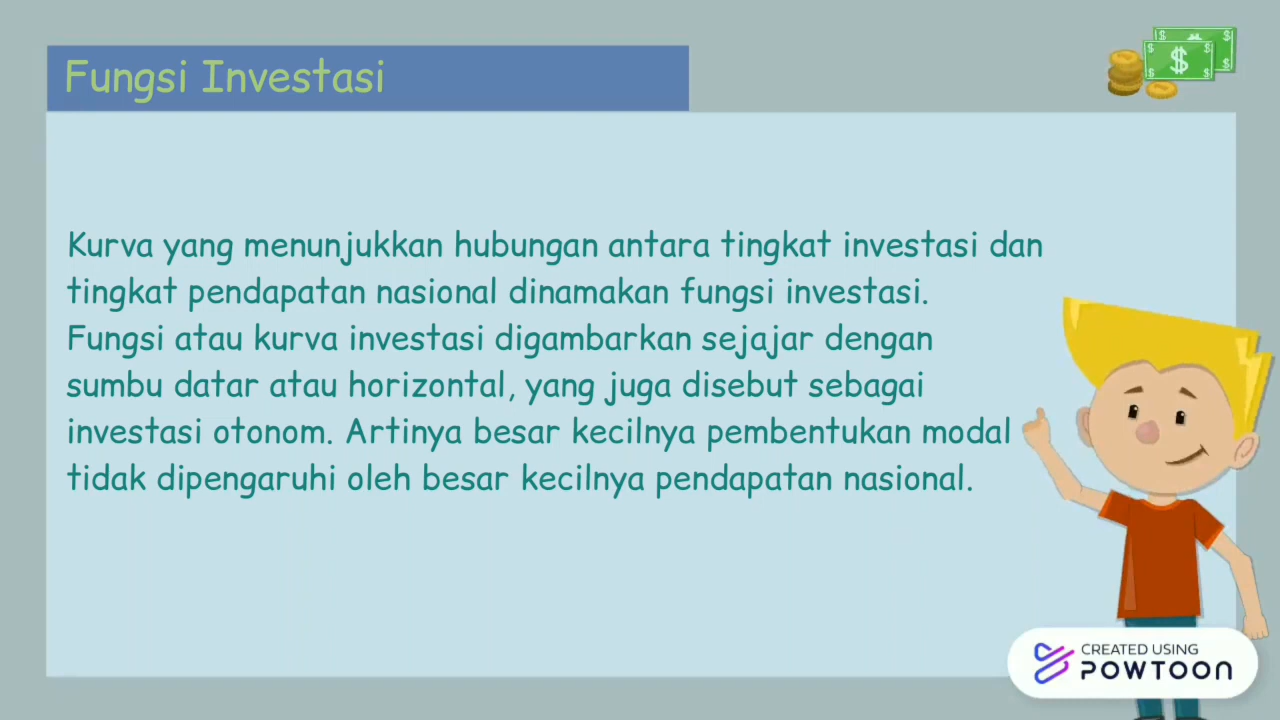 Fungsi Investasi
Kurva yang menunjukkan hubungan antara tingkat investasi dan
tingkat pendapatan nasional dinamakan fungsi investasi.
Fungsi atau kurva investasi digambarkan sejajar dengan
sumbu datar atau horizontal, yang juga disebut sebagai
investasi otonom. Artinya besar kecilnya pembentukan modal
tidak dipengaruhi oleh besar kecilnya pendapatan nasional.
CREATED USING
POWTOON